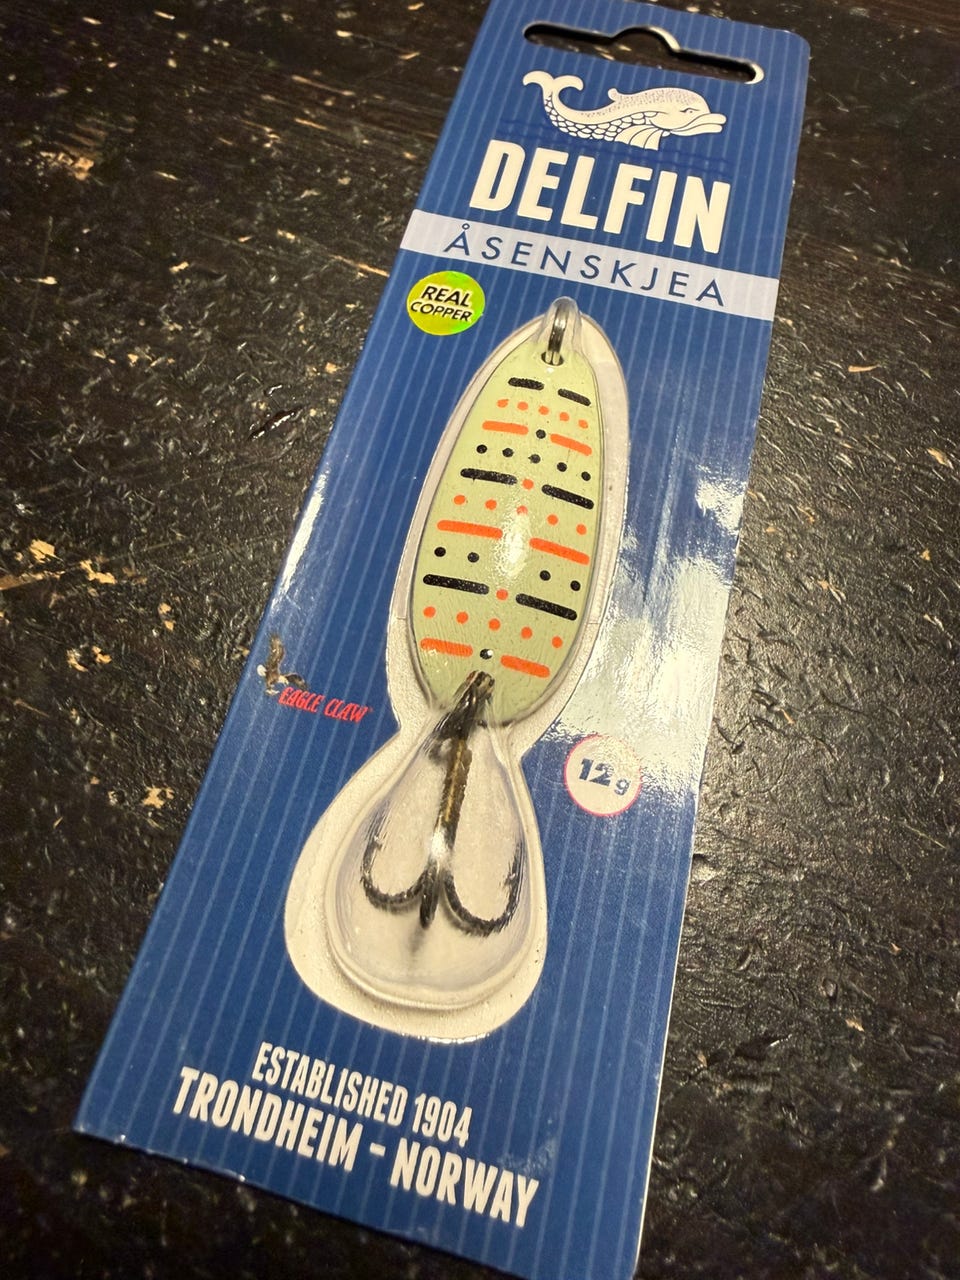 DELFIN
ÅSENSKJEA
REAL
COPPER
EAGLE CLAW
12g
ESTABLISHED 1904
TRONDHEIM - NORWAY